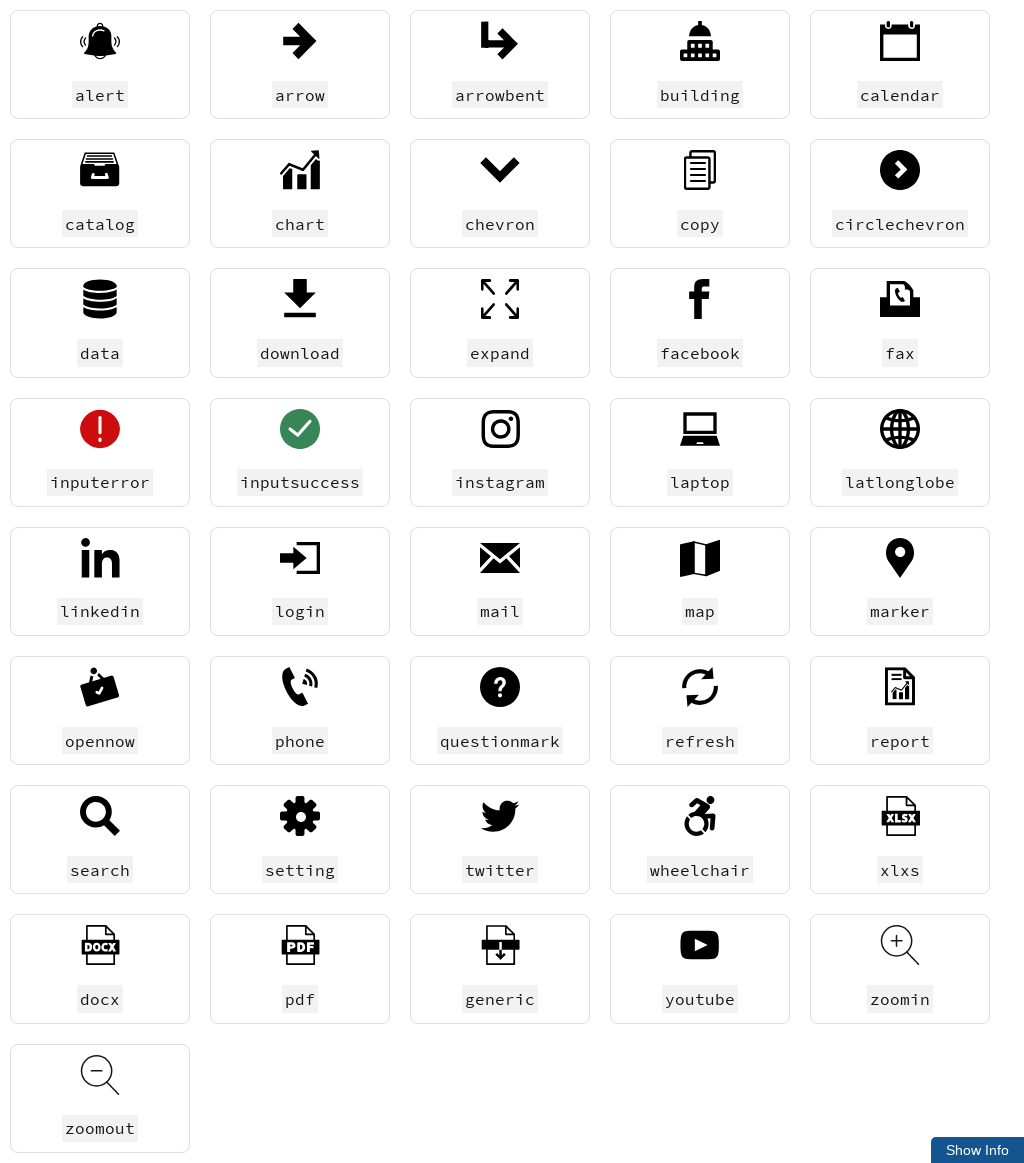 alert
arrow
arrowbent
building
calendar
catalog
chart
chevron
copy
circlechevron
data
download
expand
facebook
fax
inputerror
inputsuccess
instagram
laptop
latlonglobe
linkedin
login
mail
map
marker
opennow
phone
questionmark
refresh
report
search
setting
twitter
wheelchair
XLSX
xlxs
DOCX
docx
PDF
pdf
generic
youtube
zoomin
zoomout
Show Info